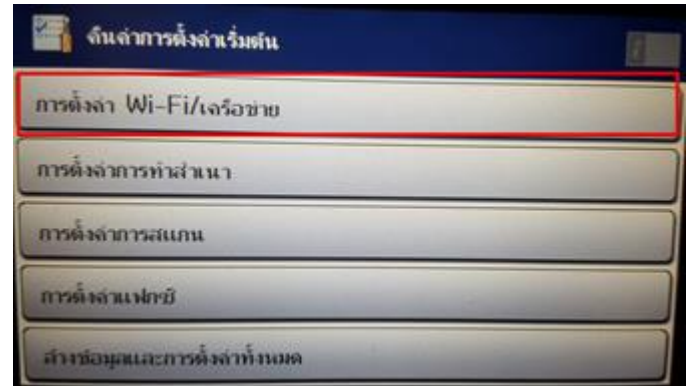 คืนค่าการตั้งค่าเริ่มต้น
การตั้งค่า Wi-Fi/เครือข่าย
การตั้งค่าการทำสำเนา
การตั้งค่าการสแกน
การตั้งค่าแฟกซ์
ล้างข้อมูลและการตั้งค่าทั้งหมด